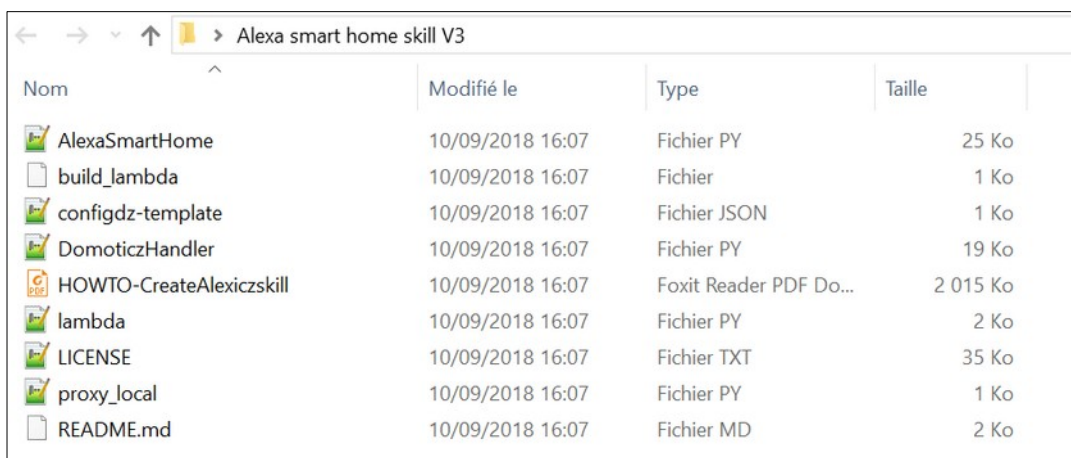 Alexa smart home skill V3
Nom Modifié le Type Taille
AlexaSmartHome 10/09/2018 16:07 Fichier PY 25 Ko
build_lambda 10/09/2018 16:07 Fichier 1 Ko
configdz-template 10/09/2018 16:07 Fichier JSON 1 Ko
DomoticzHandler 10/09/2018 16:07 Fichier PY 19 Ko
HOWTO-CreateAlexiczskill 10/09/2018 16:07 Foxit Reader PDF Do... 2 015 Ko
lambda 10/09/2018 16:07 Fichier PY 2 Ko
LICENSE 10/09/2018 16:07 Fichier TXT 35 Ko
proxy_local 10/09/2018 16:07 Fichier PY 1 Ko
README.md 10/09/2018 16:07 Fichier MD 2 Ko